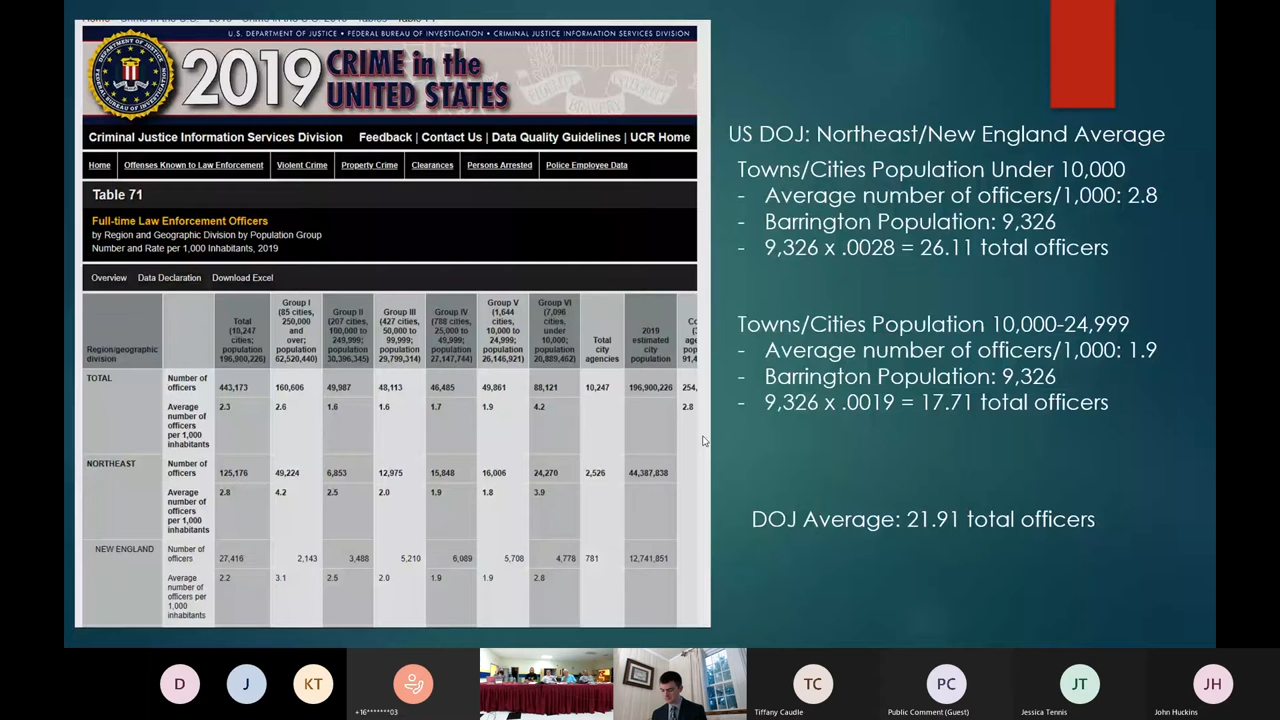 U.S. DEPARTMENT OF JUSTICE • FEDERAL BUREAU OF INVESTIGATION • CRIMINAL JUSTICE INFORMATION SERVICES DIVISION
2019 CRIME in the
UNITED STATES
Criminal Justice Information Services Division Feedback | Contact Us | Data Quality Guidelines | UCR Home
Home Offenses Known to Law Enforcement Violent Crime Property Crime Clearances Persons Arrested Police Employee Data
Table 71
Full-time Law Enforcement Officers
by Region and Geographic Division by Population Group
Number and Rate per 1,000 Inhabitants, 2019
Overview Data Declaration Download Excel
Region/geographic
division
Total
(10,247
cities;
population
196,900,226)
Group I
(85 cities,
250,000
and
over;
population
62,520,440)
Group II
(207 cities,
100,000 to
249,999;
population
30,396,345)
Group III
(427 cities,
50,000 to
99,999;
population
29,799,314)
Group IV
(788 cities,
25,000 to
49,999;
population
27,147,744)
Group V
(1,644
cities,
10,000 to
24,999;
population
26,146,921)
Group VI
(7,096
cities,
under
10,000;
population
20,889,462)
Total
city
agencies
2019
estimated
city
population
TOTAL
Number of
officers
443,173 160,606 49,987 48,113 46,485 49,861 88,121 10,247 196,900,226 254,
Average
number of
officers
per 1,000
inhabitants
2.3 2.6 1.6 1.6 1.7 1.9 4.2 2.8
NORTHEAST
Number of
officers
125,176 49,224 6,853 12,975 15,848 16,006 24,270 2,526 44,387,838
Average
number of
officers
per 1,000
inhabitants
2.8 4.2 2.5 2.0 1.9 1.8 3.9
NEW ENGLAND
Number of
officers
27,416 2,143 3,488 5,210 6,089 5,708 4,778 781 12,741,851
Average
number of
officers per
1,000
inhabitants
2.2 3.1 2.5 2.0 1.9 1.9 2.8
US DOJ: Northeast/New England Average
Towns/Cities Population Under 10,000
- Average number of officers/1,000: 2.8
- Barrington Population: 9,326
- 9,326 x .0028 = 26.11 total officers
Towns/Cities Population 10,000-24,999
- Average number of officers/1,000: 1.9
- Barrington Population: 9,326
- 9,326 x .0019 = 17.71 total officers
DOJ Average: 21.91 total officers
D J KT TC PC JT JH
+16*******03 Tiffany Caudle Public Comment (Guest) Jessica Tennis John Huckins